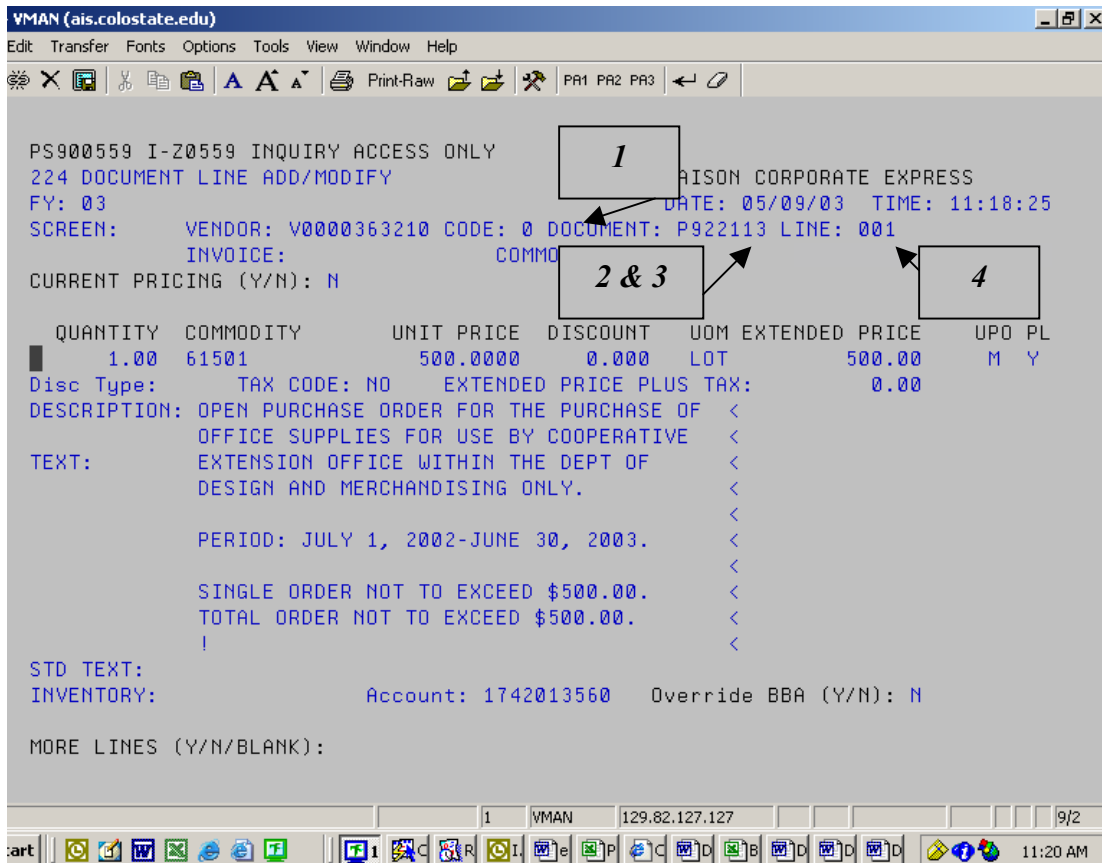 VMAN (ais.colostate.edu)
Edit Transfer Fonts Options Tools View Window Help
A A A Print-Raw PA1 PA2 PA3
PS900559 I-Z0559 INQUIRY ACCESS ONLY
1
224 DOCUMENT LINE ADD/MODIFY AISON CORPORATE EXPRESS
FY: 03 DATE: 05/09/03 TIME: 11:18:25
SCREEN: VENDOR: V0000363210 CODE: 0 DOCUMENT: P922113 LINE: 001
INVOICE: COMMO
2 & 3
4
CURRENT PRICING (Y/N): N
QUANTITY COMMODITY UNIT PRICE DISCOUNT UOM EXTENDED PRICE UPO PL
1.00 61501 500.0000 0.000 LOT 500.00 M Y
Disc Type: TAX CODE: NO EXTENDED PRICE PLUS TAX: 0.00
DESCRIPTION: OPEN PURCHASE ORDER FOR THE PURCHASE OF <
OFFICE SUPPLIES FOR USE BY COOPERATIVE <
TEXT: EXTENSION OFFICE WITHIN THE DEPT OF <
DESIGN AND MERCHANDISING ONLY. <
<
PERIOD: JULY 1, 2002-JUNE 30, 2003. <
<
SINGLE ORDER NOT TO EXCEED $500.00. <
TOTAL ORDER NOT TO EXCEED $500.00. <
! <
STD TEXT:
INVENTORY: Account: 1742013560 Override BBA (Y/N): N
MORE LINES (Y/N/BLANK):
1 VMAN 129.82.127.127 9/2
tart 1 C R I. e P C D B D D D 11:20 AM